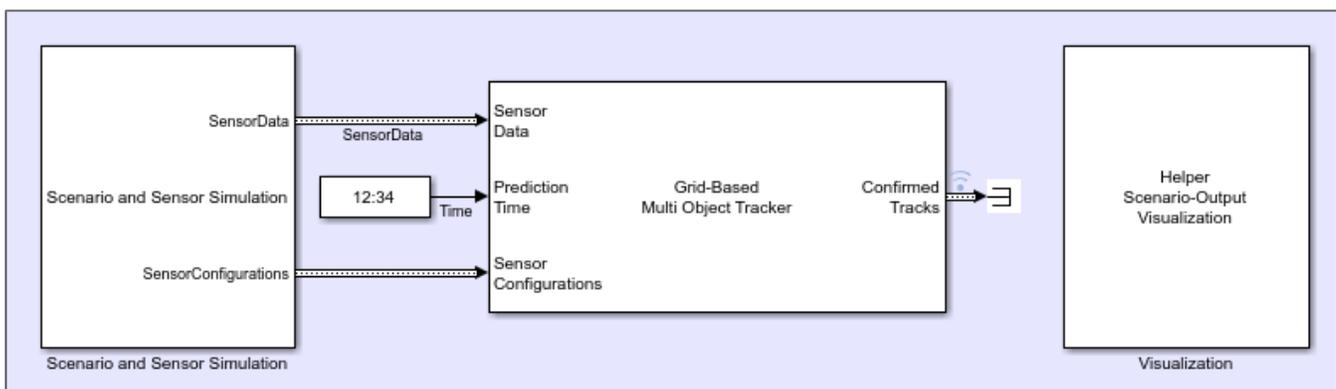 SensorData
Scenario and Sensor Simulation
SensorConfigurations
Scenario and Sensor Simulation
SensorData
12:34
Time
Sensor
Data
Prediction
Time
Sensor
Configurations
Grid-Based
Multi Object Tracker
Confirmed
Tracks
Helper
Scenario-Output
Visualization
Visualization